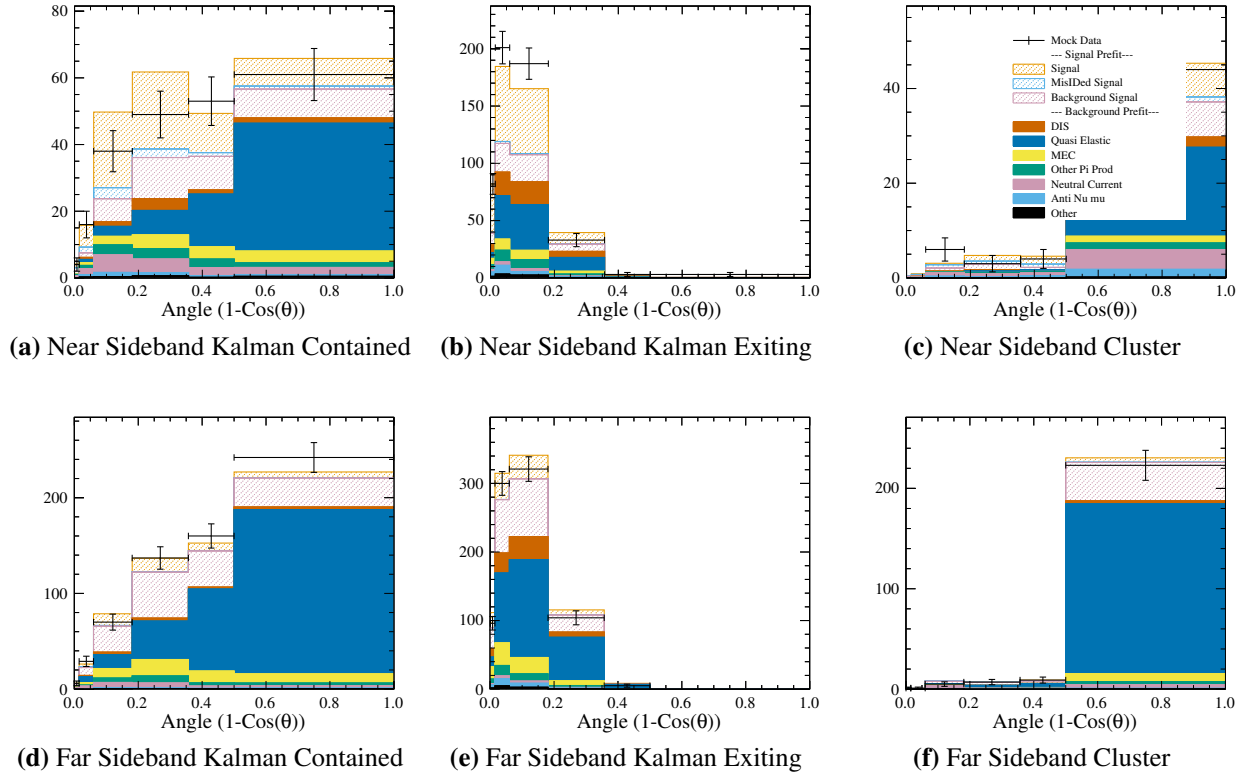 80
60
40
20
0
0.0 0.2 0.4 0.6 0.8 1.0
Angle (1-Cos(θ))
(a) Near Sideband Kalman Contained
200
150
100
50
0
0.0 0.2 0.4 0.6 0.8 1.0
Angle (1-Cos(θ))
(b) Near Sideband Kalman Exiting
40
20
0
0.0 0.2 0.4 0.6 0.8 1.0
Angle (1-Cos(θ))
Mock Data
--- Signal Prefit---
Signal
MisIDed Signal
Background Signal
--- Background Prefit---
DIS
Quasi Elastic
MEC
Other Pi Prod
Neutral Current
Anti Nu mu
Other
(c) Near Sideband Cluster
200
100
0
0.0 0.2 0.4 0.6 0.8 1.0
Angle (1-Cos(θ))
(d) Far Sideband Kalman Contained
300
200
100
0
0.0 0.2 0.4 0.6 0.8 1.0
Angle (1-Cos(θ))
(e) Far Sideband Kalman Exiting
200
100
0
0.0 0.2 0.4 0.6 0.8 1.0
Angle (1-Cos(θ))
(f) Far Sideband Cluster